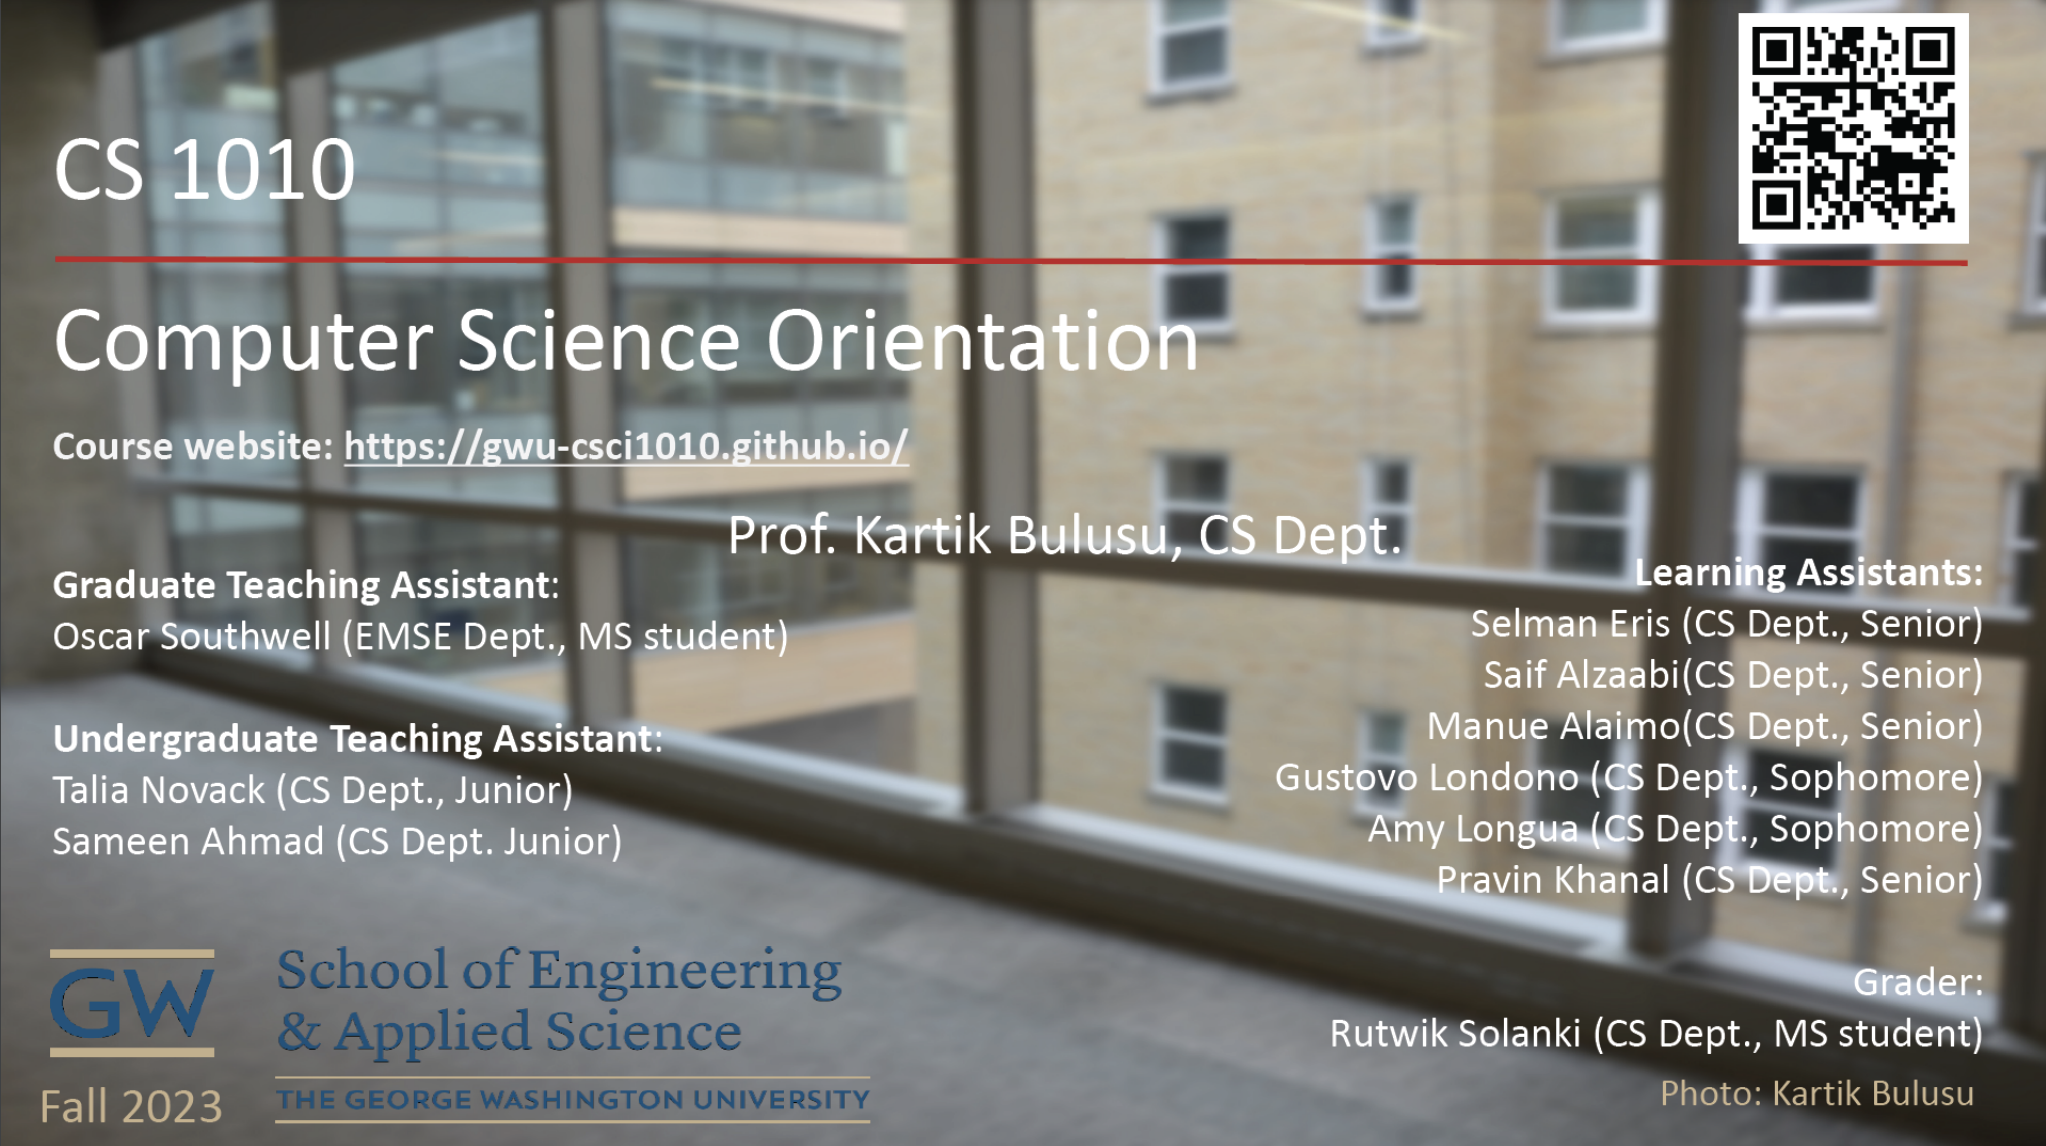 CS 1010
Computer Science Orientation
Course website: https://gwu-csci1010.github.io/
Prof. Kartik Bulusu, CS Dept.
Graduate Teaching Assistant:
Oscar Southwell (EMSE Dept., MS student)
Undergraduate Teaching Assistant:
Talia Novack (CS Dept., Junior)
Sameen Ahmad (CS Dept. Junior)
Learning Assistants:
Selman Eris (CS Dept., Senior)
Saif Alzaabi(CS Dept., Senior)
Manue Alaimo(CS Dept., Senior)
Gustovo Londono (CS Dept., Sophomore)
Amy Longua (CS Dept., Sophomore)
Pravin Khanal (CS Dept., Senior)
Grader:
Rutwik Solanki (CS Dept., MS student)
Photo: Kartik Bulusu
GW
Fall 2023
School of Engineering
& Applied Science
THE GEORGE WASHINGTON UNIVERSITY